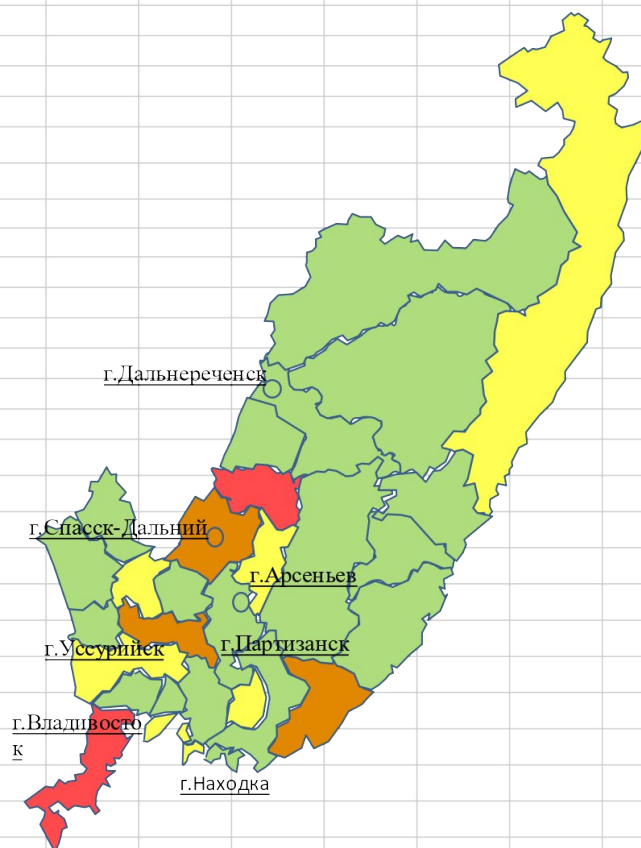 г.Дальнереченск
г.Спасск-Дальний
г.Арсеньев
г.Партизанск
г.Уссурийск
г.Владивосто
к
г.Находка